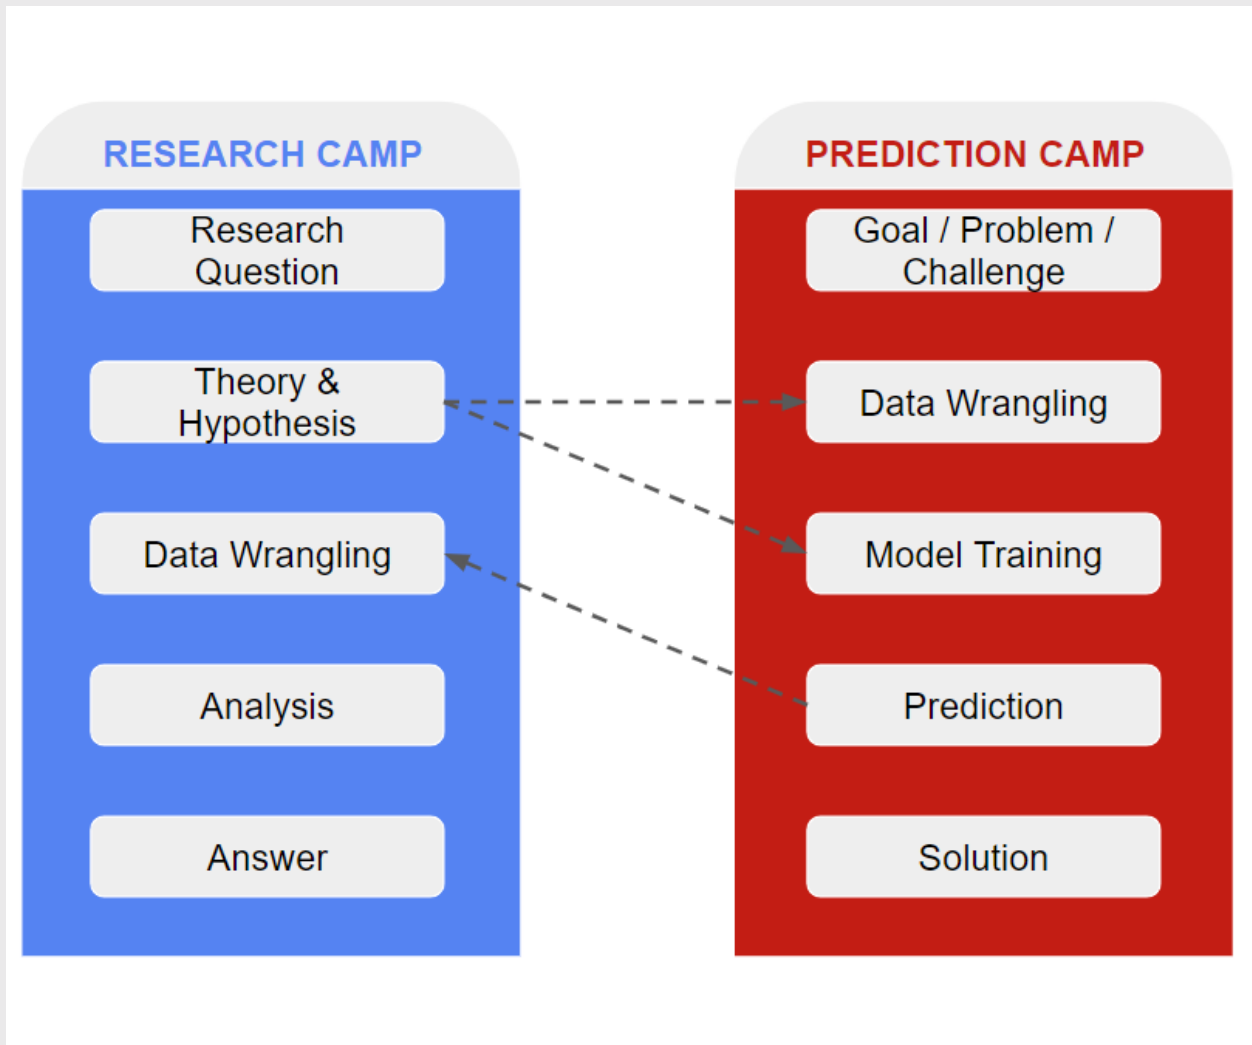 RESEARCH CAMP
Research
Question
Theory &
Hypothesis
Data Wrangling
Analysis
Answer
PREDICTION CAMP
Goal / Problem /
Challenge
Data Wrangling
Model Training
Prediction
Solution